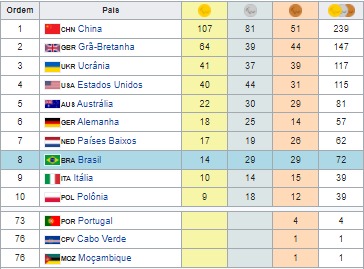 Ordem País
1 CHN China 107 81 51 239
2 GBR Grã-Bretanha 64 39 44 147
3 UKR Ucrânia 41 37 39 117
4 USA Estados Unidos 40 44 31 115
5 AUS Austrália 22 30 29 81
6 GER Alemanha 18 25 14 57
7 NED Países Baixos 17 19 26 62
8 BRA Brasil 14 29 29 72
9 ITA Itália 10 14 15 39
10 POL Polônia 9 18 12 39
73 POR Portugal 4 4
76 CPV Cabo Verde 1 1
76 MOZ Moçambique 1 1